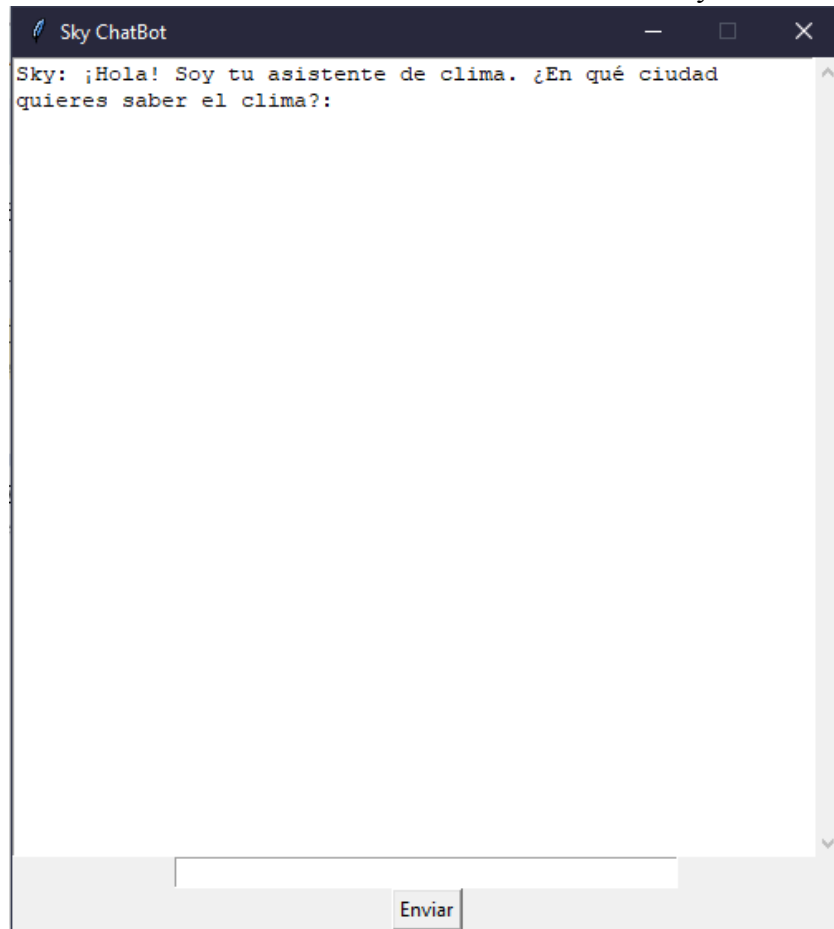 Sky ChatBot
Sky: ¡Hola! Soy tu asistente de clima. ¿En qué ciudad
quieres saber el clima?:
Enviar